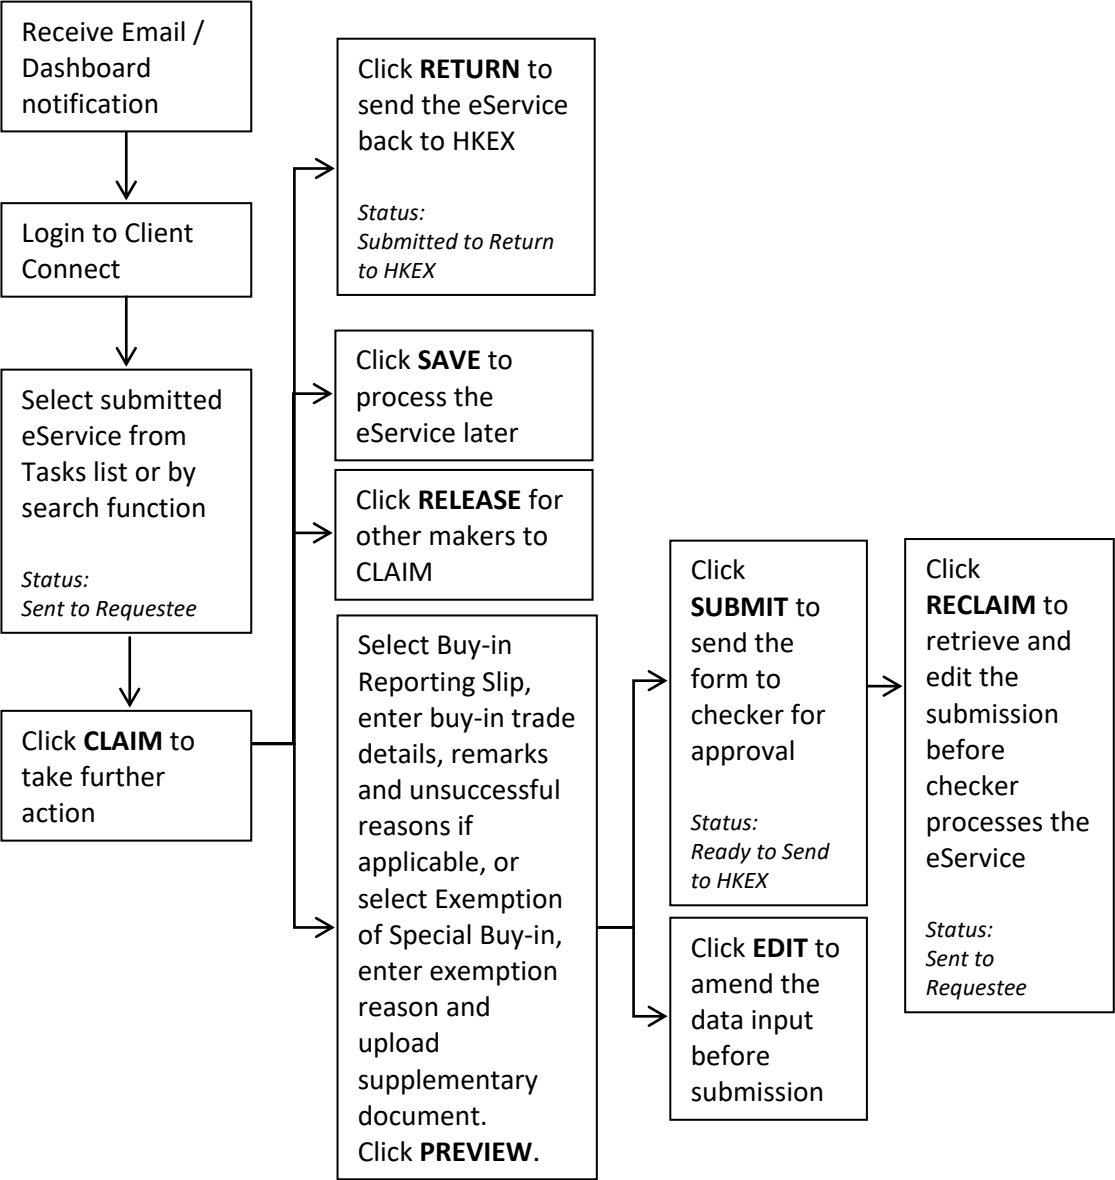 Receive Email /
Dashboard
notification
Login to Client
Connect
Select submitted
eService from
Tasks list or by
search function
Status:
Sent to Requestee
Click CLAIM to
take further
action
Click RETURN to
send the eService
back to HKEX
Status:
Submitted to Return
to HKEX
Click SAVE to
process the
eService later
Click RELEASE for
other makers to
CLAIM
Select Buy-in
Reporting Slip,
enter buy-in trade
details, remarks
and unsuccessful
reasons if
applicable, or
select Exemption
of Special Buy-in,
enter exemption
reason and
upload
supplementary
document.
Click PREVIEW.
Click
SUBMIT to
send the
form to
checker for
approval
Status:
Ready to Send
to HKEX
Click EDIT to
amend the
data input
before
submission
Click
RECLAIM to
retrieve and
edit the
submission
before
checker
processes the
eService
Status:
Sent to
Requestee